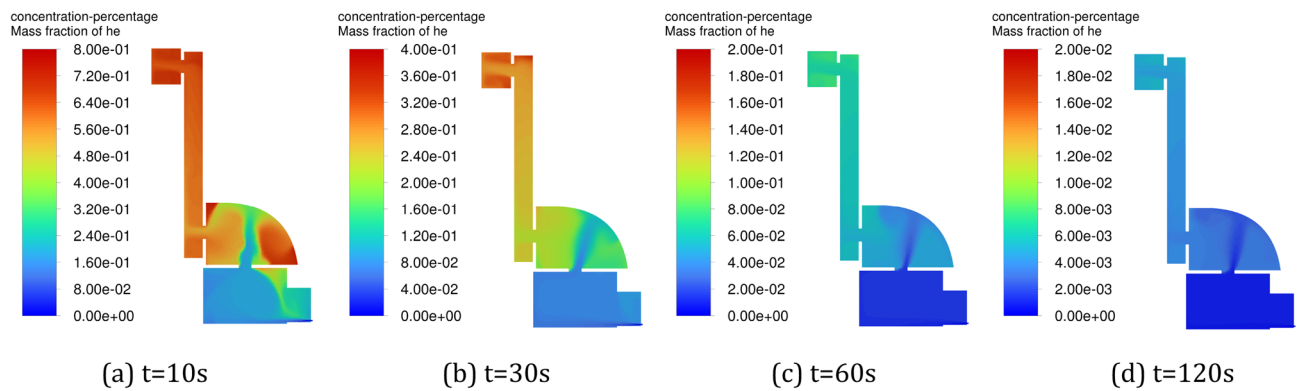 concentration-percentage
Mass fraction of he
8.00e-01
7.20e-01
6.40e-01
5.60e-01
4.80e-01
4.00e-01
3.20e-01
2.40e-01
1.60e-01
8.00e-02
0.00e+00
(a) t=10s
concentration-percentage
Mass fraction of he
4.00e-01
3.60e-01
3.20e-01
2.80e-01
2.40e-01
2.00e-01
1.60e-01
1.20e-01
8.00e-02
4.00e-02
0.00e+00
(b) t=30s
concentration-percentage
Mass fraction of he
2.00e-01
1.80e-01
1.60e-01
1.40e-01
1.20e-01
1.00e-01
8.00e-02
6.00e-02
4.00e-02
2.00e-02
0.00e+00
(c) t=60s
concentration-percentage
Mass fraction of he
2.00e-02
1.80e-02
1.60e-02
1.40e-02
1.20e-02
1.00e-02
8.00e-03
6.00e-03
4.00e-03
2.00e-03
0.00e+00
(d) t=120s